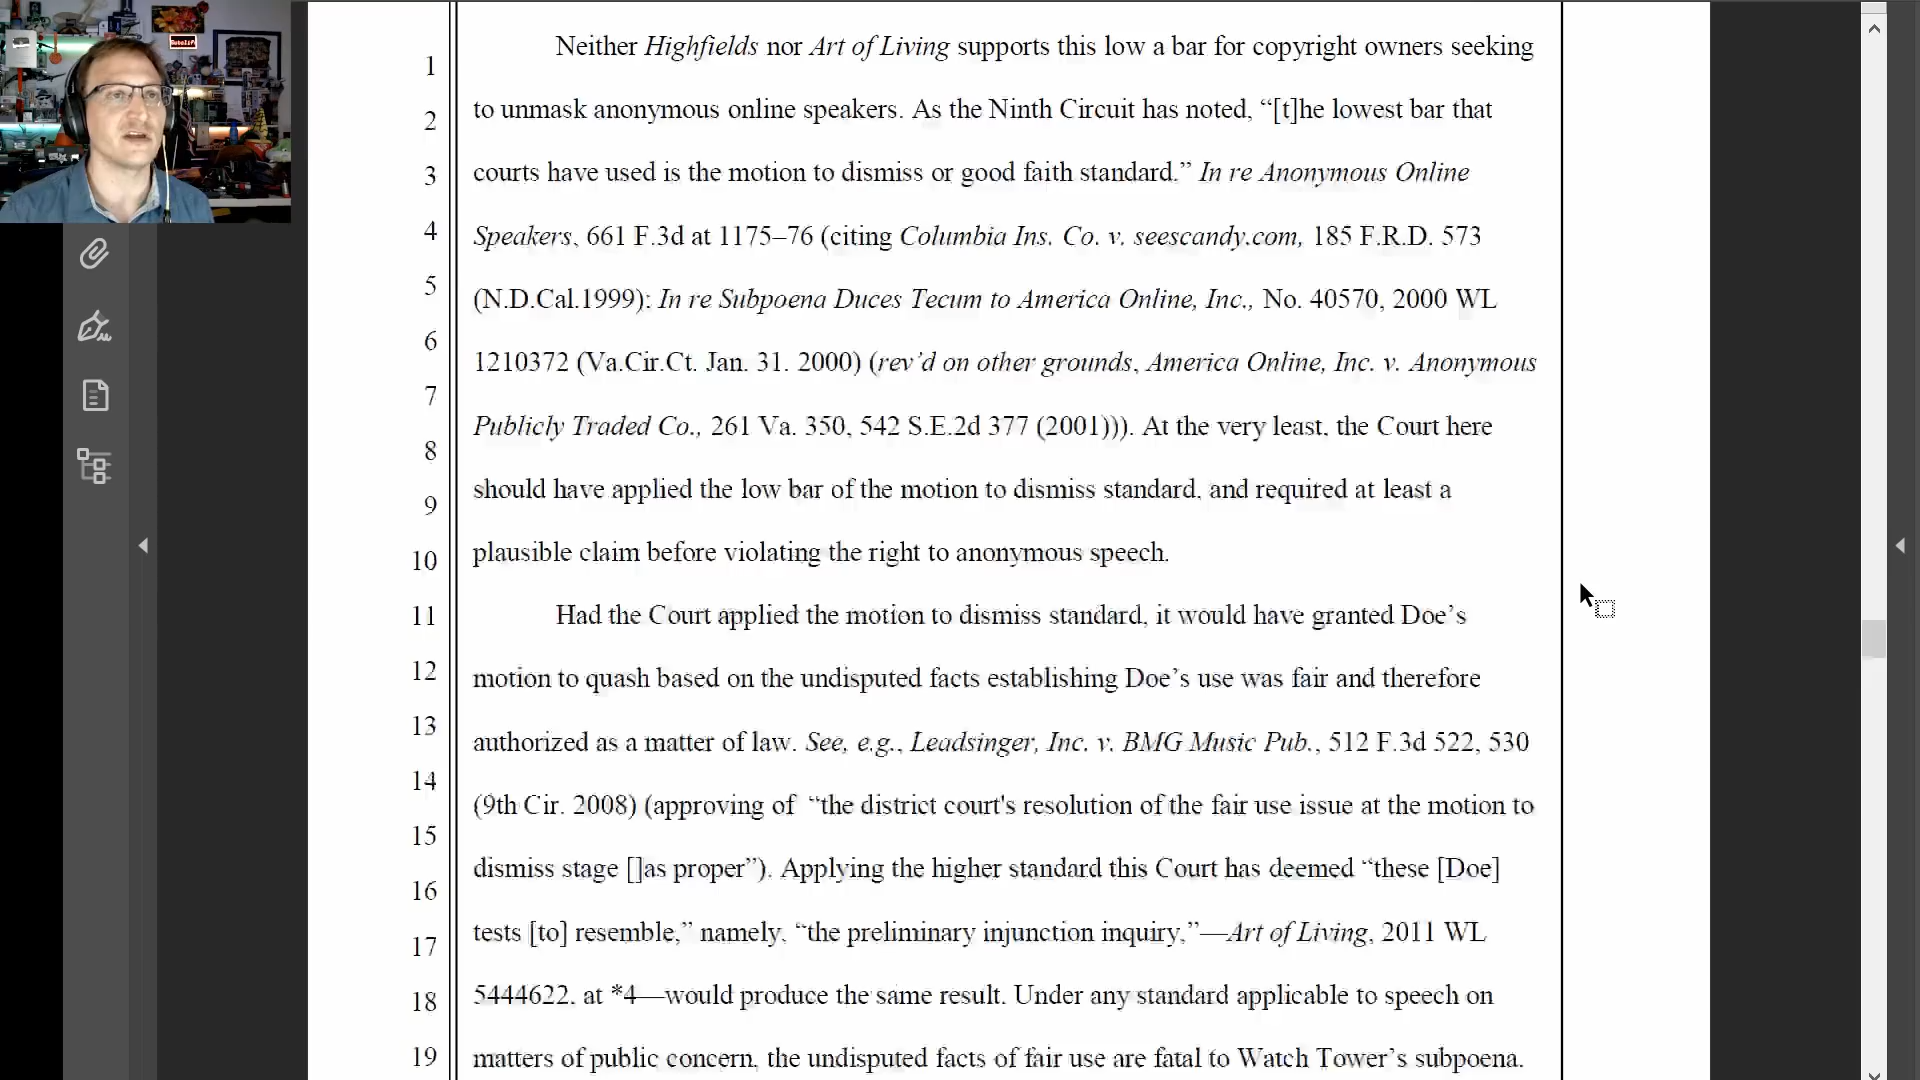 Neither Highfields nor Art of Living supports this low a bar for copyright owners seeking
1
to unmask anonymous online speakers. As the Ninth Circuit has noted, “[t]he lowest bar that
2
courts have used is the motion to dismiss or good faith standard.” In re Anonymous Online
3
Speakers, 661 F.3d at 1175–76 (citing Columbia Ins. Co. v. seescandy.com, 185 F.R.D. 573
4
(N.D.Cal.1999); In re Subpoena Duces Tecum to America Online, Inc., No. 40570, 2000 WL
5
1210372 (Va.Cir.Ct. Jan. 31. 2000) (rev’d on other grounds, America Online, Inc. v. Anonymous
6
Publicly Traded Co., 261 Va. 350, 542 S.E.2d 377 (2001))). At the very least, the Court here
7
8
should have applied the low bar of the motion to dismiss standard, and required at least a
9
plausible claim before violating the right to anonymous speech.
10
Had the Court applied the motion to dismiss standard, it would have granted Doe’s
11
motion to quash based on the undisputed facts establishing Doe’s use was fair and therefore
12
authorized as a matter of law. See, e.g., Leadsinger, Inc. v. BMG Music Pub., 512 F.3d 522, 530
13
(9th Cir. 2008) (approving of “the district court's resolution of the fair use issue at the motion to
14
dismiss stage []as proper”). Applying the higher standard this Court has deemed “these [Doe]
15
16
tests [to] resemble,” namely, “the preliminary injunction inquiry,”—Art of Living, 2011 WL
17
5444622, at *4—would produce the same result. Under any standard applicable to speech on
18
matters of public concern, the undisputed facts of fair use are fatal to Watch Tower’s subpoena.
19